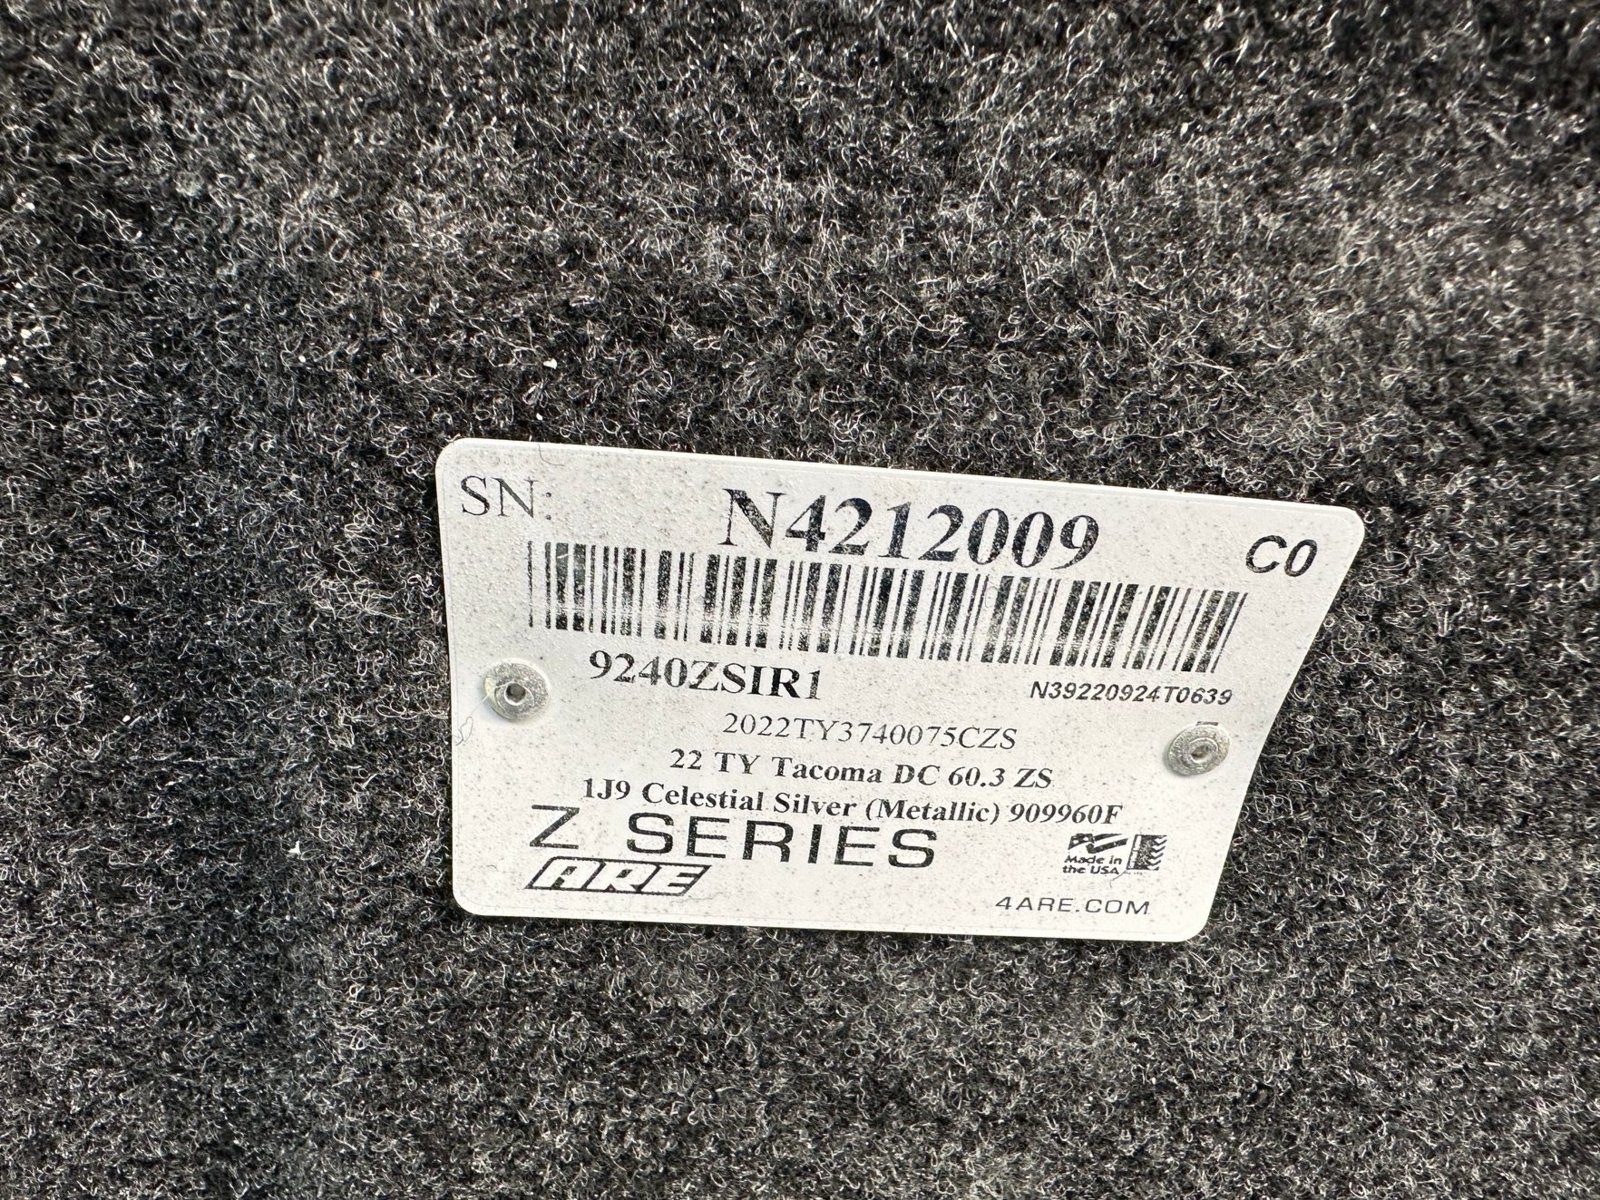 SN: N4212009 C0
9240ZSIR1 N39220924T0639
2022TY3740075CZS
22 TY Tacoma DC 60.3 ZS
1J9 Celestial Silver (Metallic) 909960F
Z SERIES
Made in
the USA
ARE
4ARE.COM